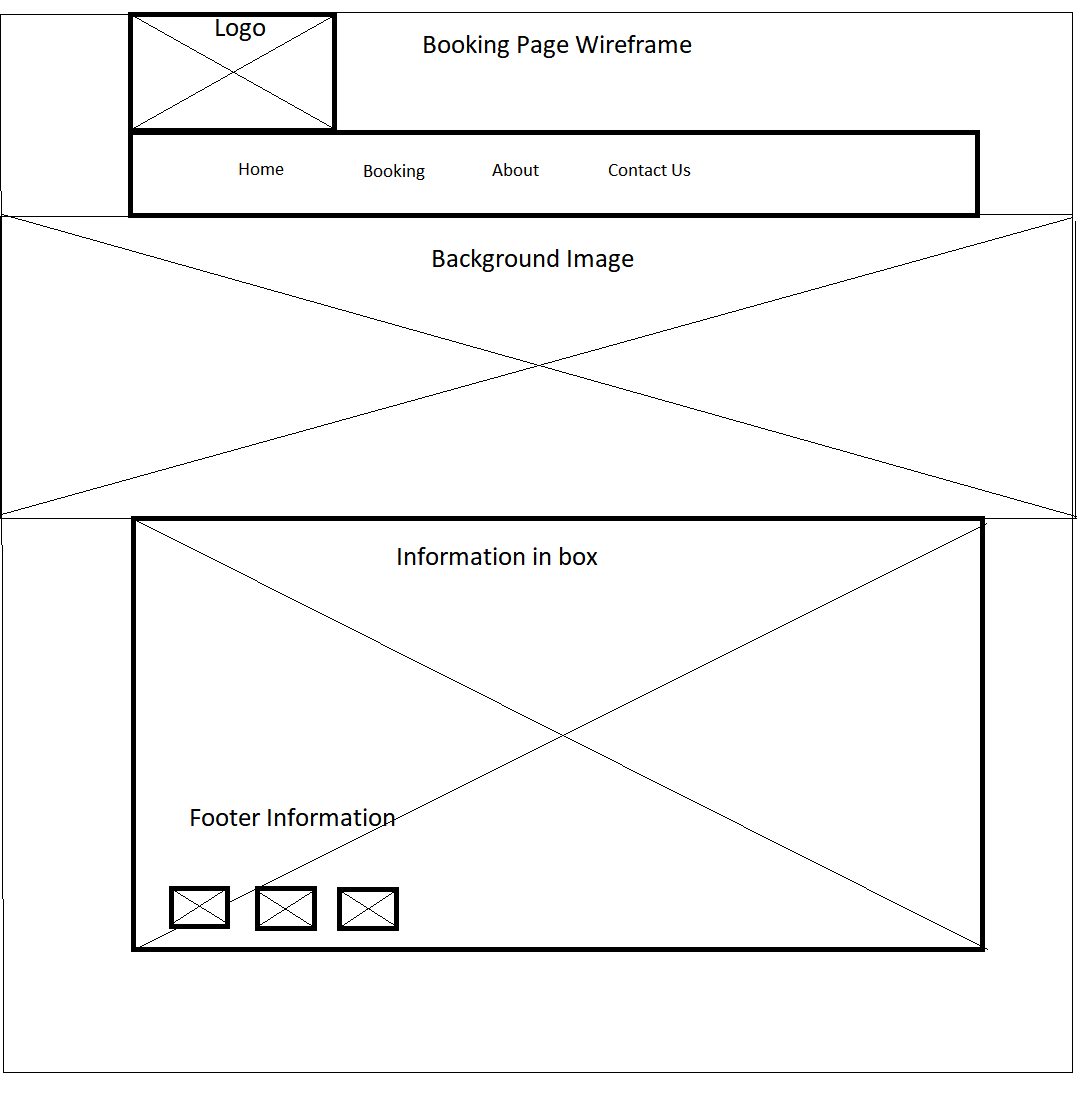 Logo
Booking Page Wireframe
Home
Booking
About
Contact Us
Background Image
Information in box
Footer Information